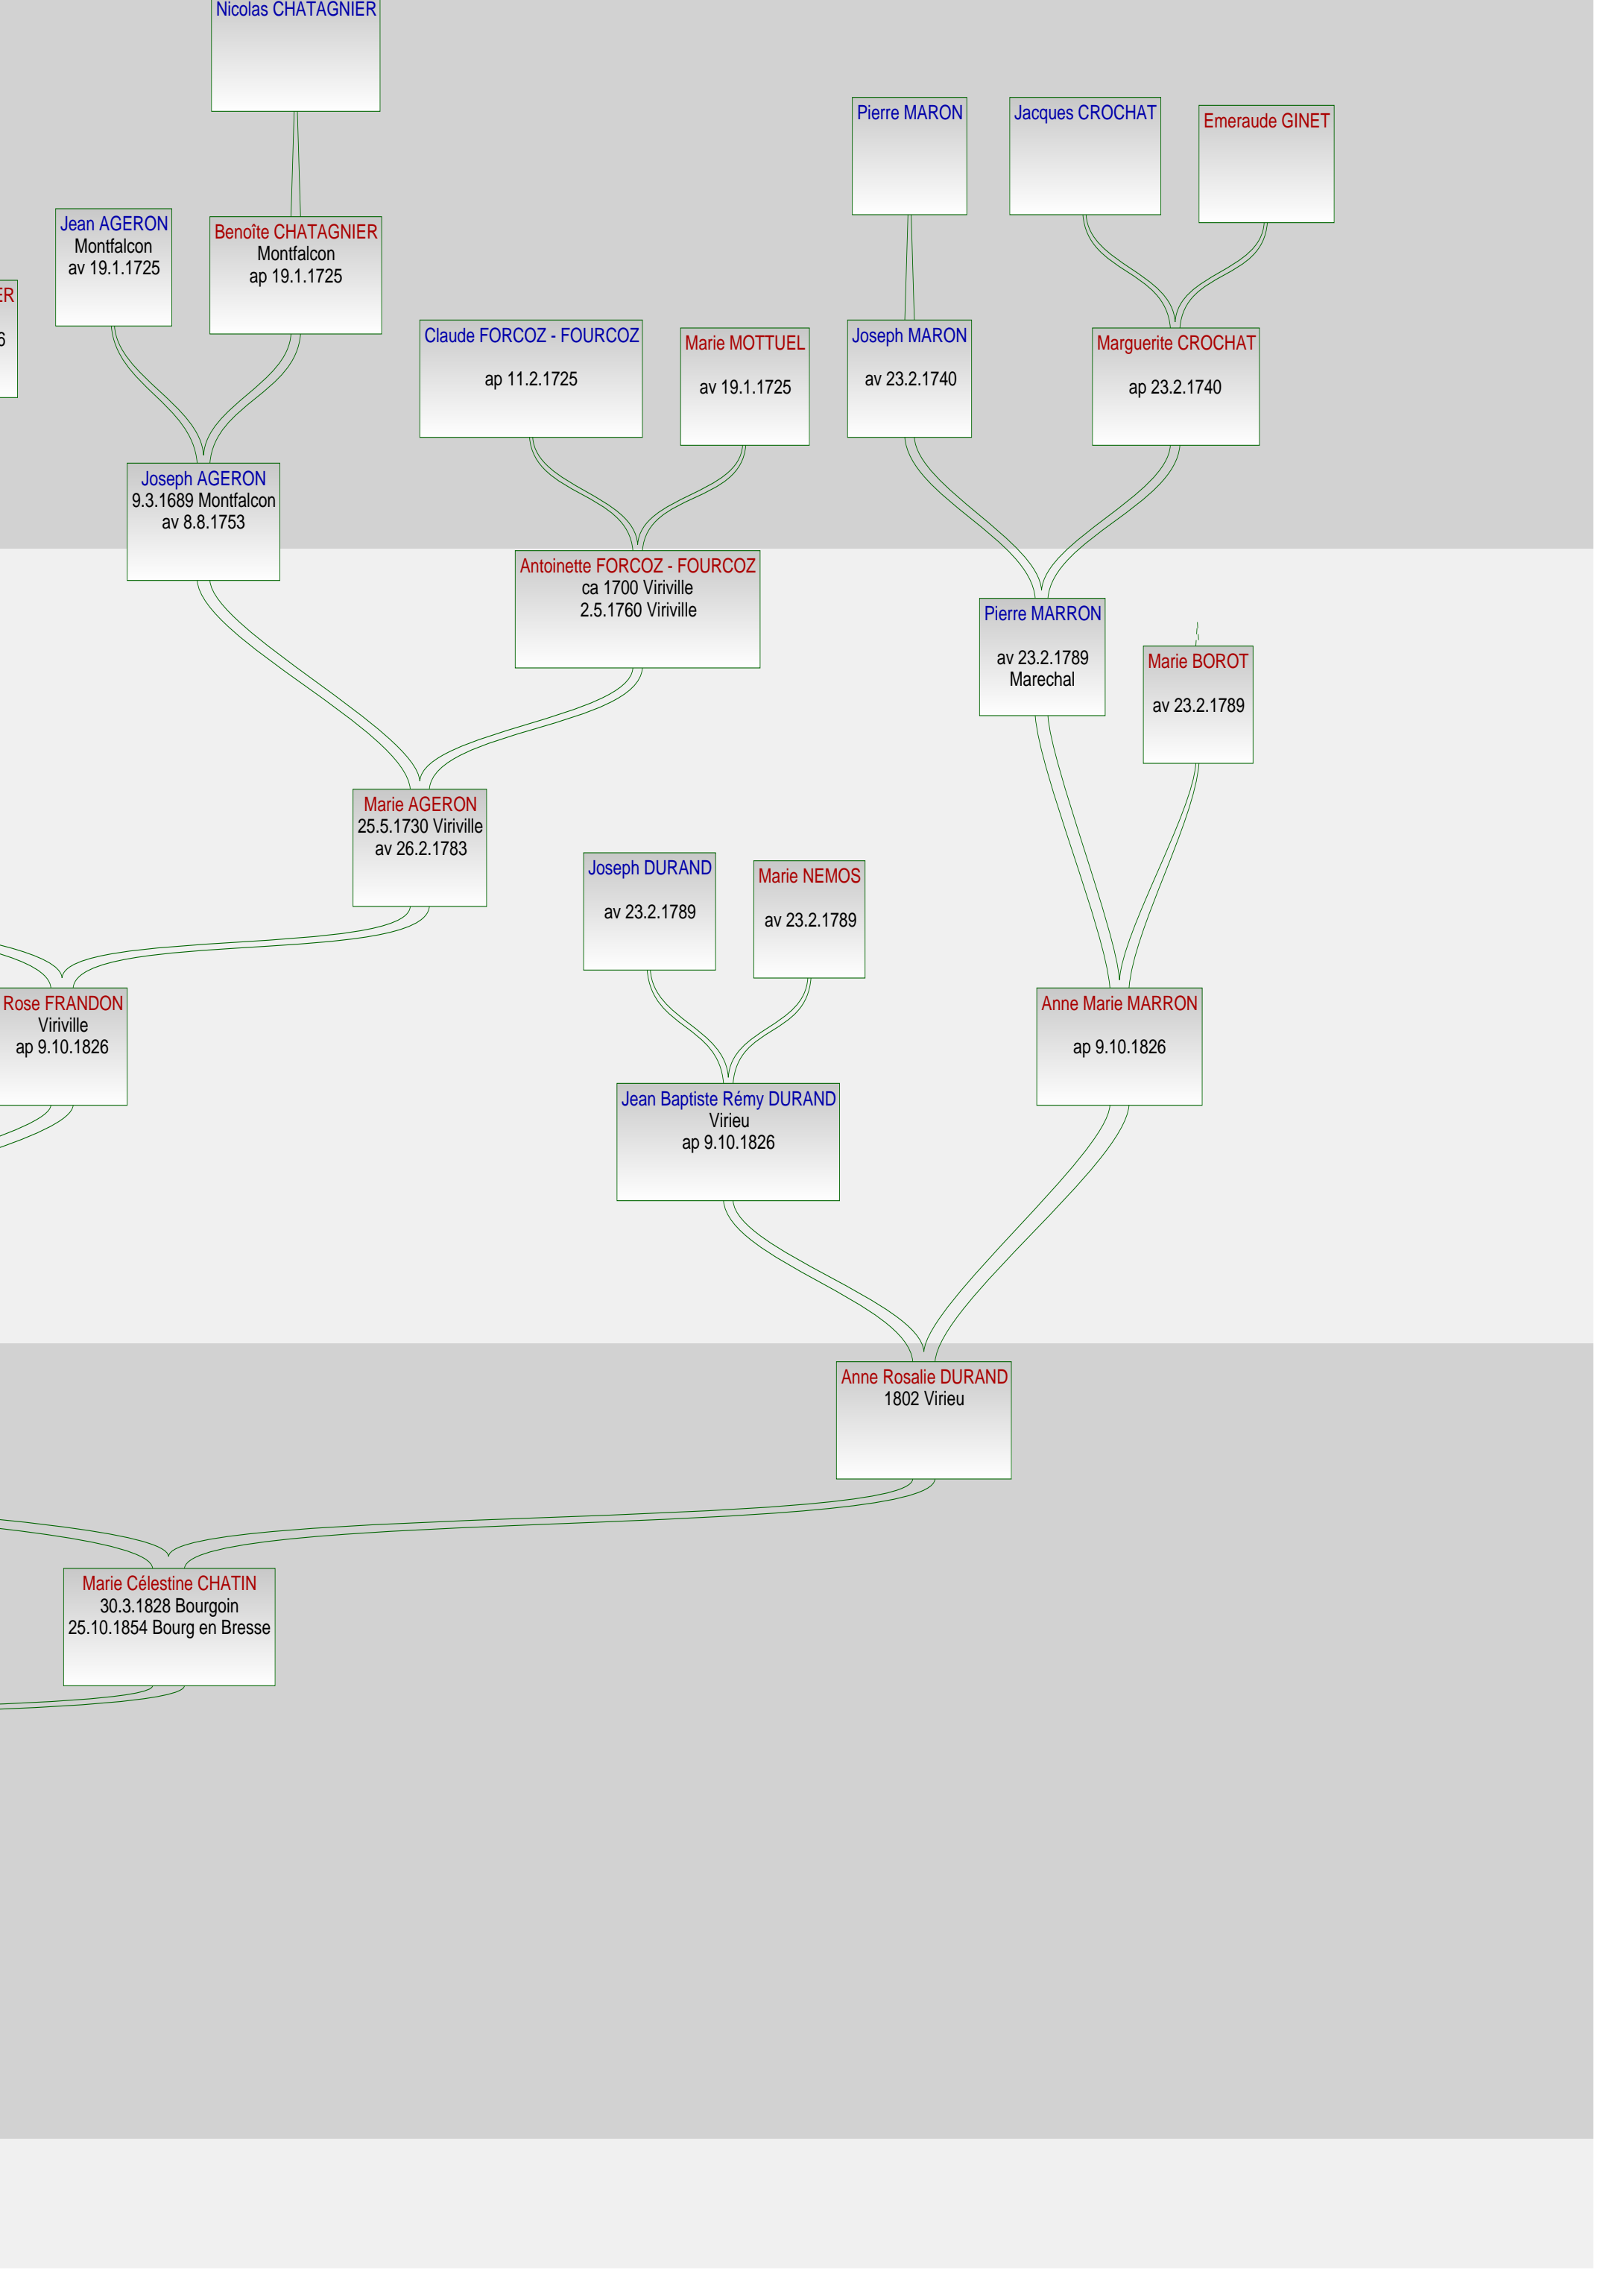 Nicolas CHATAGNIER
Pierre MARON
Jacques CROCHAT
Emeraude GINET
Jean AGERON
Montfalcon
av 19.1.1725
Benoîte CHATAGNIER
Montfalcon
ap 19.1.1725
ER
6
Claude FORCOZ - FOURCOZ
ap 11.2.1725
Marie MOTTUEL
av 19.1.1725
Joseph MARON
av 23.2.1740
Marguerite CROCHAT
ap 23.2.1740
Joseph AGERON
9.3.1689 Montfalcon
av 8.8.1753
Antoinette FORCOZ - FOURCOZ
ca 1700 Viriville
2.5.1760 Viriville
Pierre MARRON
av 23.2.1789
Marechal
Marie BOROT
av 23.2.1789
Marie AGERON
25.5.1730 Viriville
av 26.2.1783
Joseph DURAND
av 23.2.1789
Marie NEMOS
av 23.2.1789
Rose FRANDON
Viriville
ap 9.10.1826
Anne Marie MARRON
ap 9.10.1826
Jean Baptiste Rémy DURAND
Virieu
ap 9.10.1826
Anne Rosalie DURAND
1802 Virieu
Marie Célestine CHATIN
30.3.1828 Bourgoin
25.10.1854 Bourg en Bresse